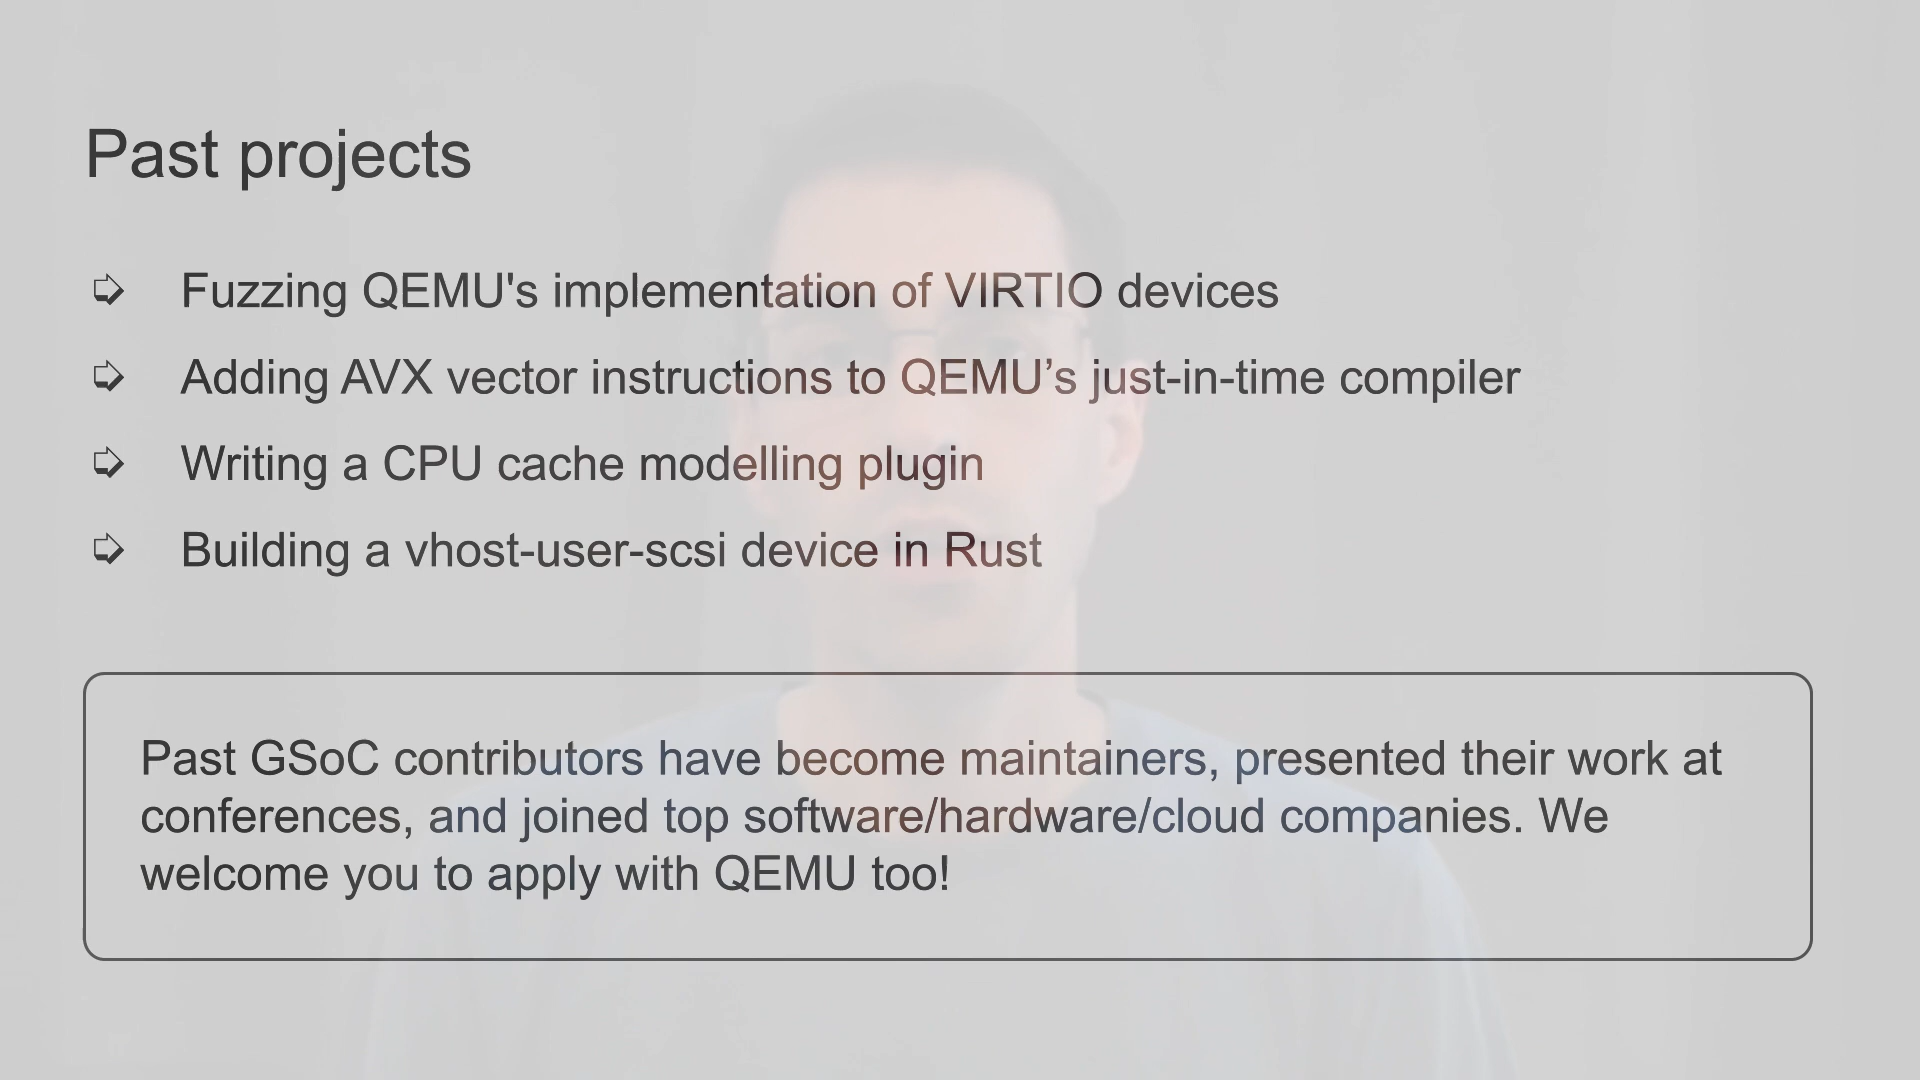 Past projects
➩ Fuzzing QEMU's implementation of VIRTIO devices
➩ Adding AVX vector instructions to QEMU’s just-in-time compiler
➩ Writing a CPU cache modelling plugin
➩ Building a vhost-user-scsi device in Rust
Past GSoC contributors have become maintainers, presented their work at
conferences, and joined top software/hardware/cloud companies. We
welcome you to apply with QEMU too!